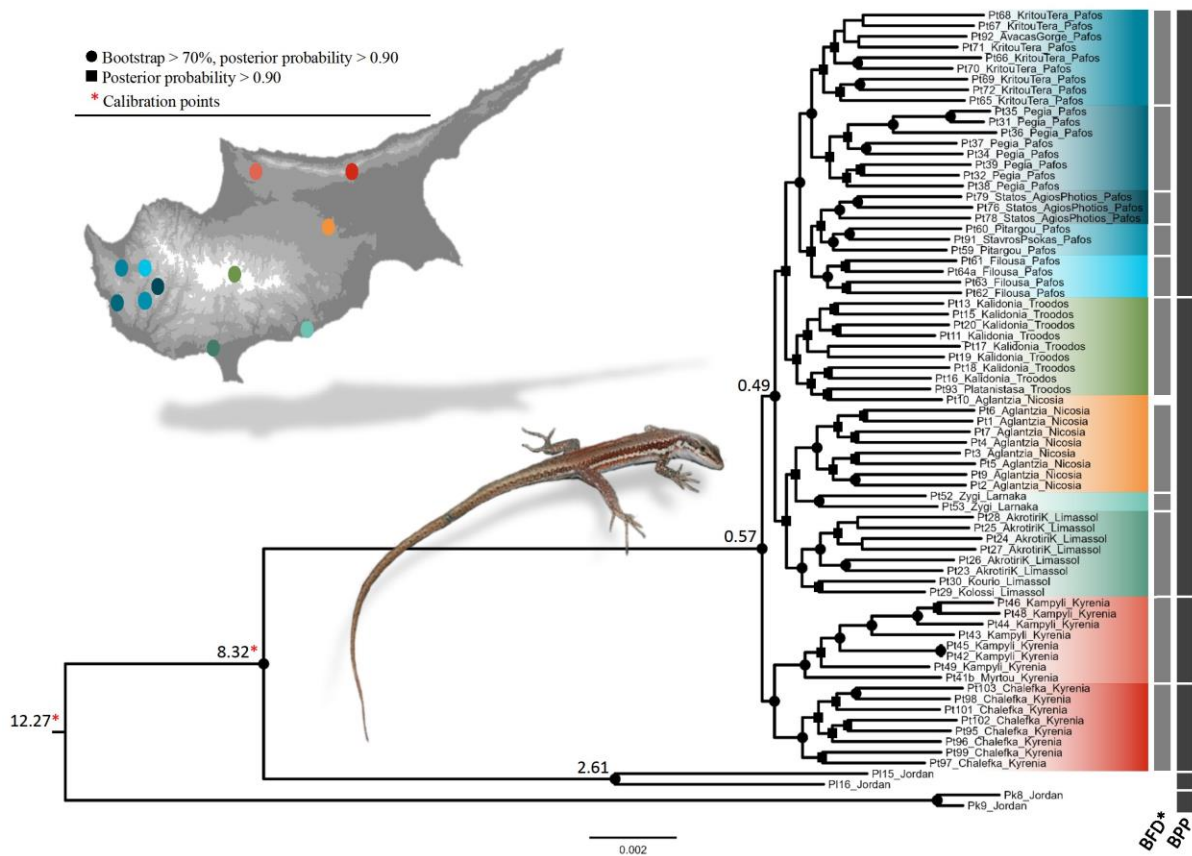 Bootstrap > 70%, posterior probability > 0.90
Posterior probability > 0.90
* Calibration points
Pt68_KritouTera_Pafos
Pt67_KritouTera_Pafos
Pt92_AvacasGorge_Pafos
Pt71_KritouTera_Pafos
Pt66_KritouTera_Pafos
Pt70_KritouTera_Pafos
Pt69_KritouTera_Pafos
Pt72_KritouTera_Pafos
Pt65_KritouTera_Pafos
Pt35_Pegia_Pafos
Pt31_Pegia_Pafos
Pt36_Pegia_Pafos
Pt37_Pegia_Pafos
Pt34_Pegia_Pafos
Pt39_Pegia_Pafos
Pt32_Pegia_Pafos
Pt38_Pegia_Pafos
Pt79_Statos_AgiosPhotios_Pafos
Pt76_Statos_AgiosPhotios_Pafos
Pt78_Statos_AgiosPhotios_Pafos
Pt60_Pitargou_Pafos
Pt91_StavrosPsokas_Pafos
Pt59_Pitargou_Pafos
Pt61_Filousa_Pafos
Pt64a_Filousa_Pafos
Pt63_Filousa_Pafos
Pt62_Filousa_Pafos
Pt13_Kalidonia_Troodos
Pt15_Kalidonia_Troodos
Pt20_Kalidonia_Troodos
Pt11_Kalidonia_Troodos
Pt17_Kalidonia_Troodos
Pt19_Kalidonia_Troodos
Pt18_Kalidonia_Troodos
Pt16_Kalidonia_Troodos
Pt93_Platanistasa_Troodos
Pt10_Aglantzia_Nicosia
Pt6_Aglantzia_Nicosia
Pt1_Aglantzia_Nicosia
Pt7_Aglantzia_Nicosia
Pt4_Aglantzia_Nicosia
Pt3_Aglantzia_Nicosia
Pt5_Aglantzia_Nicosia
Pt9_Aglantzia_Nicosia
Pt2_Aglantzia_Nicosia
Pt52_Zygi_Larnaka
Pt53_Zygi_Larnaka
Pt28_AkrotiriK_Limassol
Pt25_AkrotiriK_Limassol
Pt24_AkrotiriK_Limassol
Pt27_AkrotiriK_Limassol
Pt26_AkrotiriK_Limassol
Pt23_AkrotiriK_Limassol
Pt30_Kourio_Limassol
Pt29_Kolossi_Limassol
Pt46_Kampyli_Kyrenia
Pt48_Kampyli_Kyrenia
Pt44_Kampyli_Kyrenia
Pt43_Kampyli_Kyrenia
Pt45_Kampyli_Kyrenia
Pt42_Kampyli_Kyrenia
Pt49_Kampyli_Kyrenia
Pt41b_Myrtou_Kyrenia
Pt103_Chalefka_Kyrenia
Pt98_Chalefka_Kyrenia
Pt101_Chalefka_Kyrenia
Pt102_Chalefka_Kyrenia
Pt95_Chalefka_Kyrenia
Pt96_Chalefka_Kyrenia
Pt99_Chalefka_Kyrenia
Pt97_Chalefka_Kyrenia
Pl15_Jordan
Pl16_Jordan
Pk8_Jordan
Pk9_Jordan
0.49
0.57
8.32*
12.27*
2.61
0.002
BFD*
BPP